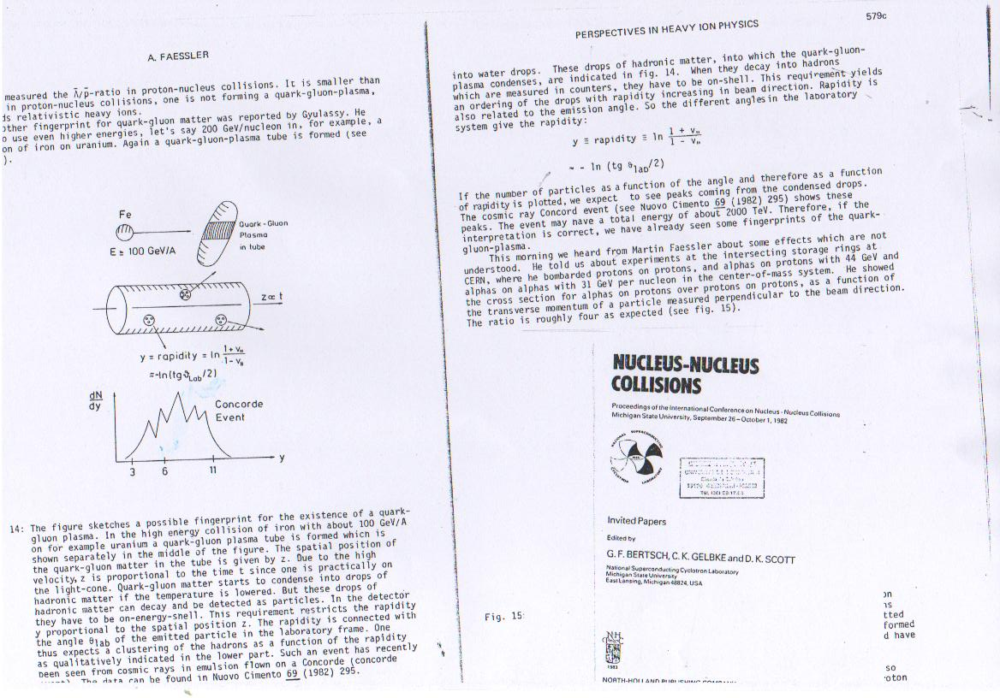 A. FAESSLER
measured the Λ̄/p̄-ratio in proton-nucleus collisions. It is smaller than
in proton-nucleus collisions, one is not forming a quark-gluon-plasma,
ds relativistic heavy ions.
other fingerprint for quark-gluon matter was reported by Gyulassy. He
o use even higher energies, let's say 200 GeV/nucleon in, for example, a
on of iron on uranium. Again a quark-gluon-plasma tube is formed (see
).
Fe
E ≥ 100 GeV/A
Quark-Gluon
Plasma
in tube
z∝t
y = rapidity = ln (1+V_{||})/(1-V_{||})
=-ln(tgϑ_{Lab}/2)
dN
dy
Concorde
Event
3 6 11 y
14: The figure sketches a possible fingerprint for the existence of a quark-
gluon plasma. In the high energy collision of iron with about 100 GeV/A
on for example uranium a quark-gluon plasma tube is formed which is
shown separately in the middle of the figure. The spatial position of
the quark-gluon matter in the tube is given by z. Due to the high
velocity, z is proportional to the time t since one is practically on
the light-cone. Quark-gluon matter starts to condense into drops of
hadronic matter if the temperature is lowered. But these drops of
hadronic matter can decay and be detected as particles. In the detector
they have to be on-energy-shell. This requirement restricts the rapidity
y proportional to the spatial position z. The rapidity is connected with
the angle θlab of the emitted particle in the laboratory frame. One
thus expects a clustering of the hadrons as a function of the rapidity
as qualitatively indicated in the lower part. Such an event has recently
been seen from cosmic rays in emulsion flown on a Concorde (concorde
The data can be found in Nuovo Cimento 69 (1982) 295.
579c
PERSPECTIVES IN HEAVY ION PHYSICS
into water drops. These drops of hadronic matter, into which the quark-gluon-
plasma condenses, are indicated in fig. 14. When they decay into hadrons
which are measured in counters, they have to be on-shell. This requirement yields
an ordering of the drops with rapidity increasing in beam direction. Rapidity is
also related to the emission angle. So the different angles in the laboratory
system give the rapidity:
y ≡ rapidity ≡ ln (1 + v_{||})/(1 - v_{||})
≈ - ln (tg ϑ_{lab}/2)
If the number of particles as a function of the angle and therefore as a function
of rapidity is plotted, we expect to see peaks coming from the condensed drops.
The cosmic ray Concord event (see Nuovo Cimento 69 (1982) 295) shows these
peaks. The event may have a total energy of about 2000 TeV. Therefore, if the
interpretation is correct, we have already seen some fingerprints of the quark-
gluon-plasma.
This morning we heard from Martin Faessler about some effects which are not
understood. He told us about experiments at the intersecting storage rings at
CERN, where he bombarded protons on protons, and alphas on protons with 44 GeV and
alphas on alphas with 31 GeV per nucleon in the center-of-mass system. He showed
the cross section for alphas on protons over protons on protons, as a function of
the transverse momentum of a particle measured perpendicular to the beam direction.
The ratio is roughly four as expected (see fig. 15).
NUCLEUS-NUCLEUS
COLLISIONS
Proceedings of the International Conference on Nucleus-Nucleus Collisions
Michigan State University, September 26–October 1, 1982
NATIONAL SUPERCONDUCTING
CYCLOTRON LABORATORY
Invited Papers
Edited by
G. F. BERTSCH, C. K. GELBKE and D. K. SCOTT
National Superconducting Cyclotron Laboratory
Michigan State University
East Lansing, Michigan 48824, USA
Fig. 15:
on
is
tted
formed
d have
so
oton
NH
1983
NORTH-HOLLAND PUBLISHING COMPANY